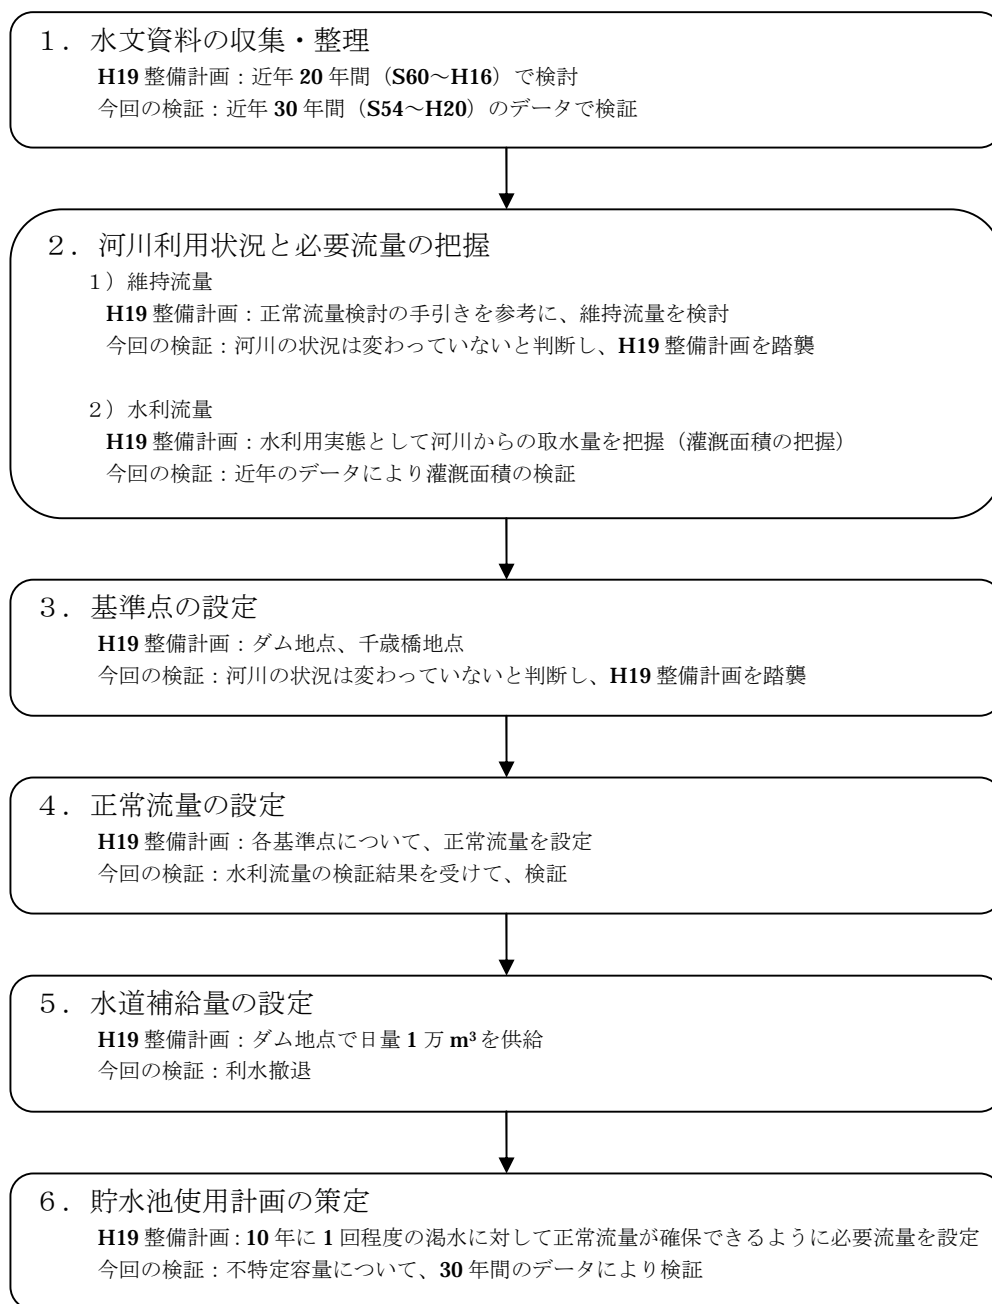 １．水文資料の収集・整理
H19 整備計画：近年 20 年間（S60～H16）で検討
今回の検証：近年 30 年間（S54～H20）のデータで検証
２．河川利用状況と必要流量の把握
１）維持流量
H19 整備計画：正常流量検討の手引きを参考に、維持流量を検討
今回の検証：河川の状況は変わっていないと判断し、H19 整備計画を踏襲
２）水利流量
H19 整備計画：水利用実態として河川からの取水量を把握（灌漑面積の把握）
今回の検証：近年のデータにより灌漑面積の検証
３．基準点の設定
H19 整備計画：ダム地点、千歳橋地点
今回の検証：河川の状況は変わっていないと判断し、H19 整備計画を踏襲
４．正常流量の設定
H19 整備計画：各基準点について、正常流量を設定
今回の検証：水利流量の検証結果を受けて、検証
５．水道補給量の設定
H19 整備計画：ダム地点で日量 1 万 m³を供給
今回の検証：利水撤退
６．貯水池使用計画の策定
H19 整備計画：10 年に 1 回程度の渇水に対して正常流量が確保できるように必要流量を設定
今回の検証：不特定容量について、30 年間のデータにより検証